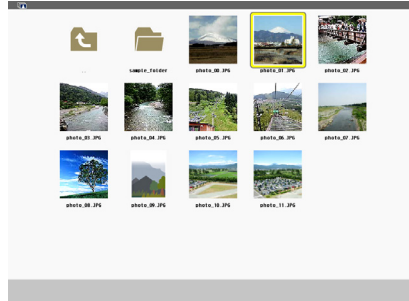 ..
sample_folder
photo_00.JPG
photo_01.JPG
photo_02.JPG
photo_03.JPG
photo_04.JPG
photo_05.JPG
photo_06.JPG
photo_07.JPG
photo_08.JPG
photo_09.JPG
photo_10.JPG
photo_11.JPG